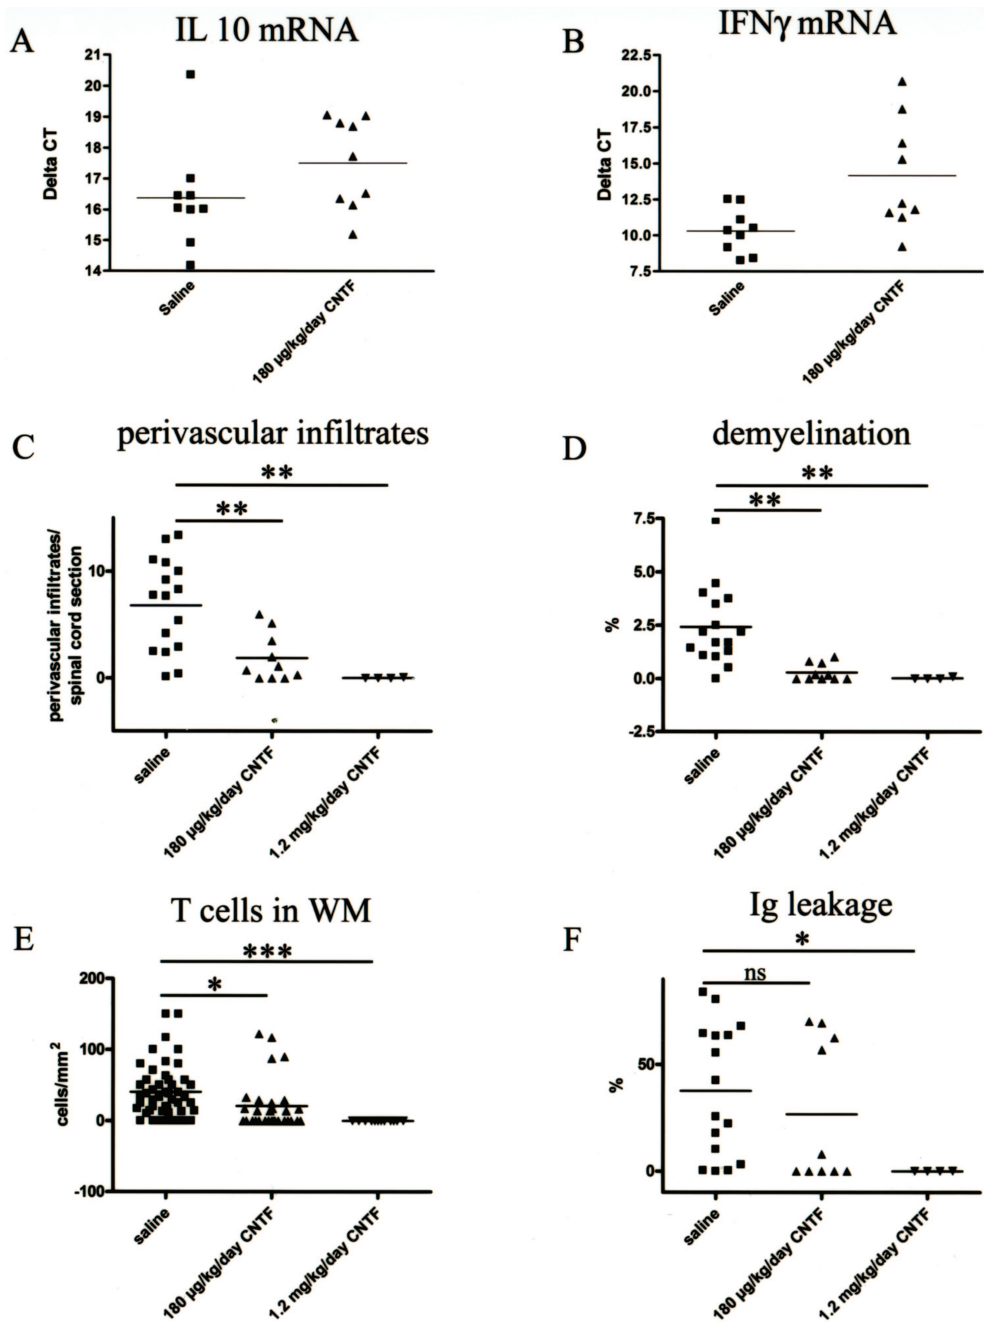 A
IL 10 mRNA
21
20
19
18
17
16
15
14
Delta CT
Saline
180 µg/kg/day CNTF
B
IFNγ mRNA
22.5
20.0
17.5
15.0
12.5
10.0
7.5
Delta CT
Saline
180 µg/kg/day CNTF
C
perivascular infiltrates
**
**
10
0
perivascular infiltrates/
spinal cord section
saline
180 µg/kg/day CNTF
1.2 mg/kg/day CNTF
D
demyelination
**
**
7.5
5.0
2.5
0.0
-2.5
%
saline
180 µg/kg/day CNTF
1.2 mg/kg/day CNTF
E
T cells in WM
***
*
200
100
0
-100
cells/mm²
saline
180 µg/kg/day CNTF
1.2 mg/kg/day CNTF
F
Ig leakage
*
ns
50
0
%
saline
180 µg/kg/day CNTF
1.2 mg/kg/day CNTF